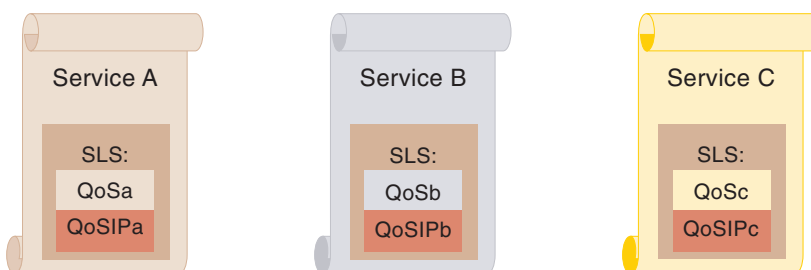 Service A
SLS:
QoSa
QoSIPa
Service B
SLS:
QoSb
QoSIPb
Service C
SLS:
QoSc
QoSIPc